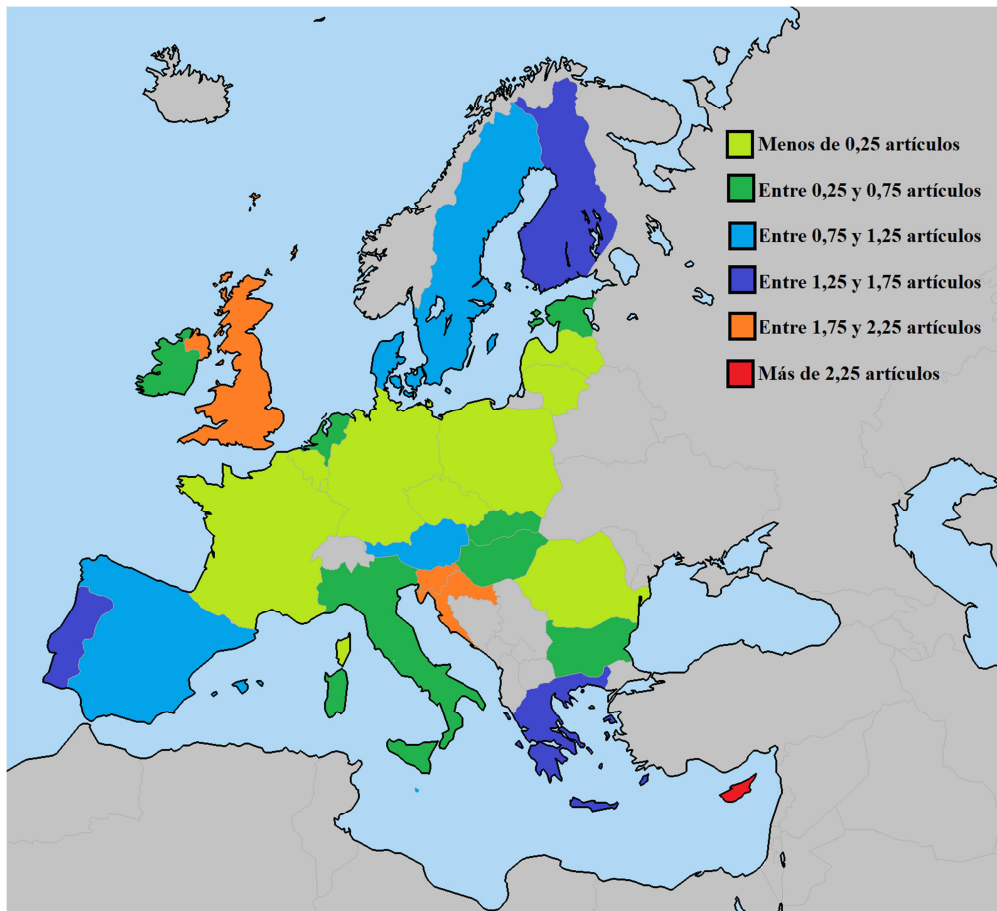 Menos de 0,25 artículos
Entre 0,25 y 0,75 artículos
Entre 0,75 y 1,25 artículos
Entre 1,25 y 1,75 artículos
Entre 1,75 y 2,25 artículos
Más de 2,25 artículos